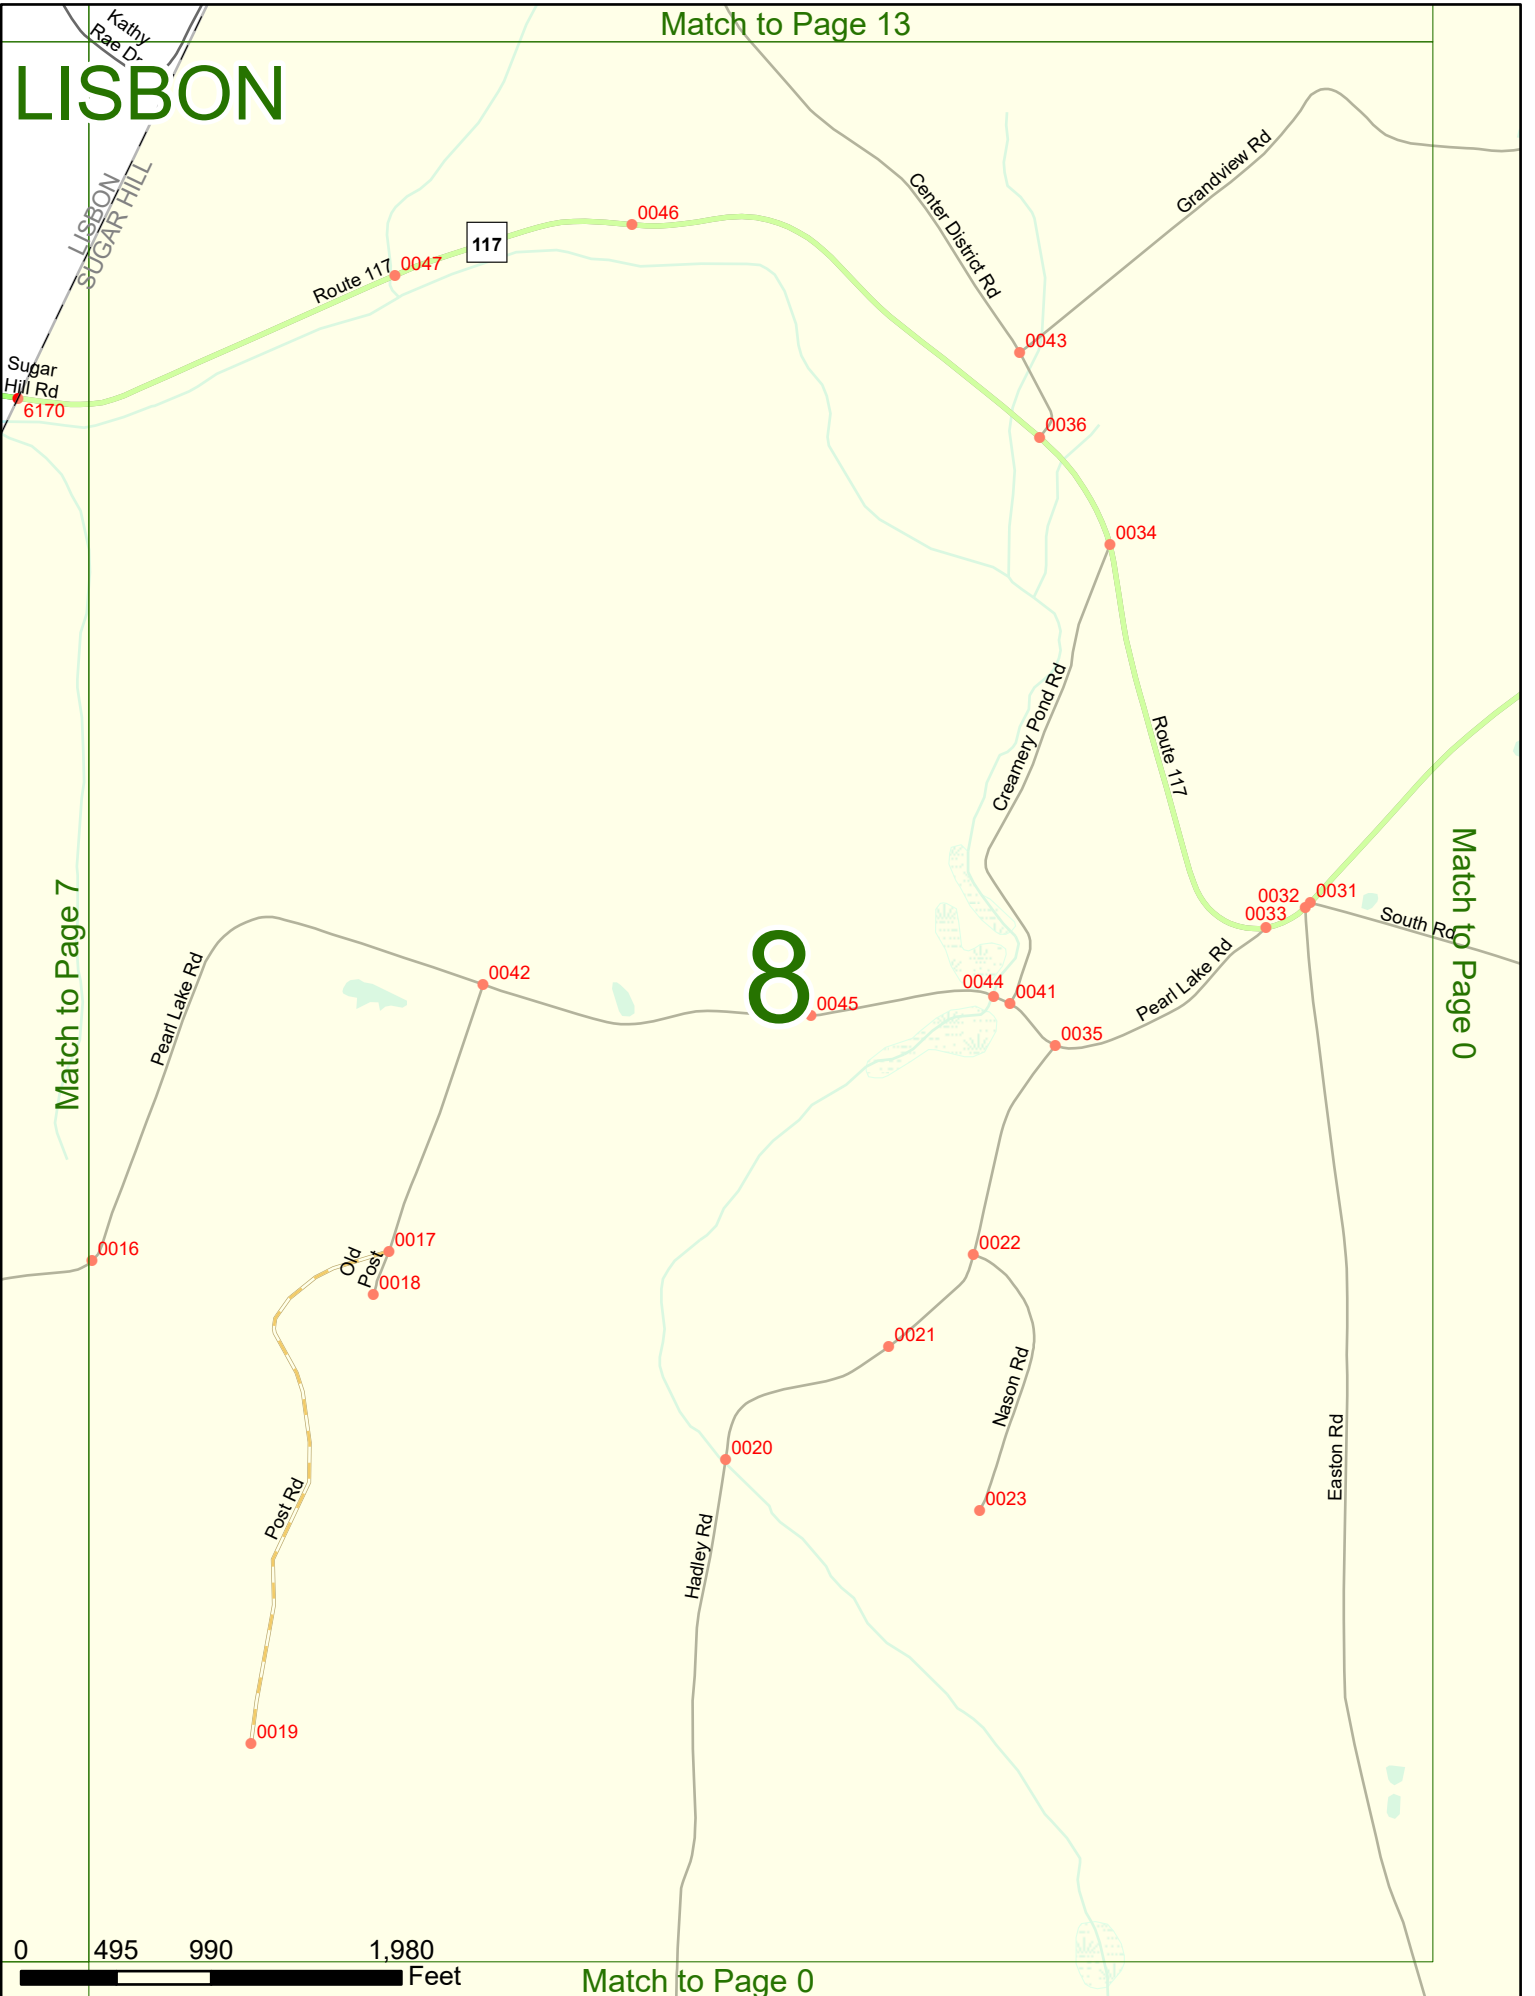 Match to Page 13
Kathy
Rae Dr
LISBON
LISBON
SUGAR HILL
Grandview Rd
Center District Rd
0046
117
0047
Route 117
0043
Sugar
Hill Rd
6170
0036
0034
Creamery Pond Rd
Route 117
Match to Page 7
Match to Page 0
0032
0031
0033
South Rd
Pearl Lake Rd
0042
8
0044
0041
0045
Pearl Lake Rd
0035
0016
0017
Old
Post
0018
0022
0021
Nason Rd
0020
Easton Rd
0023
Post Rd
Hadley Rd
0019
0 495 990 1,980
Feet
Match to Page 0